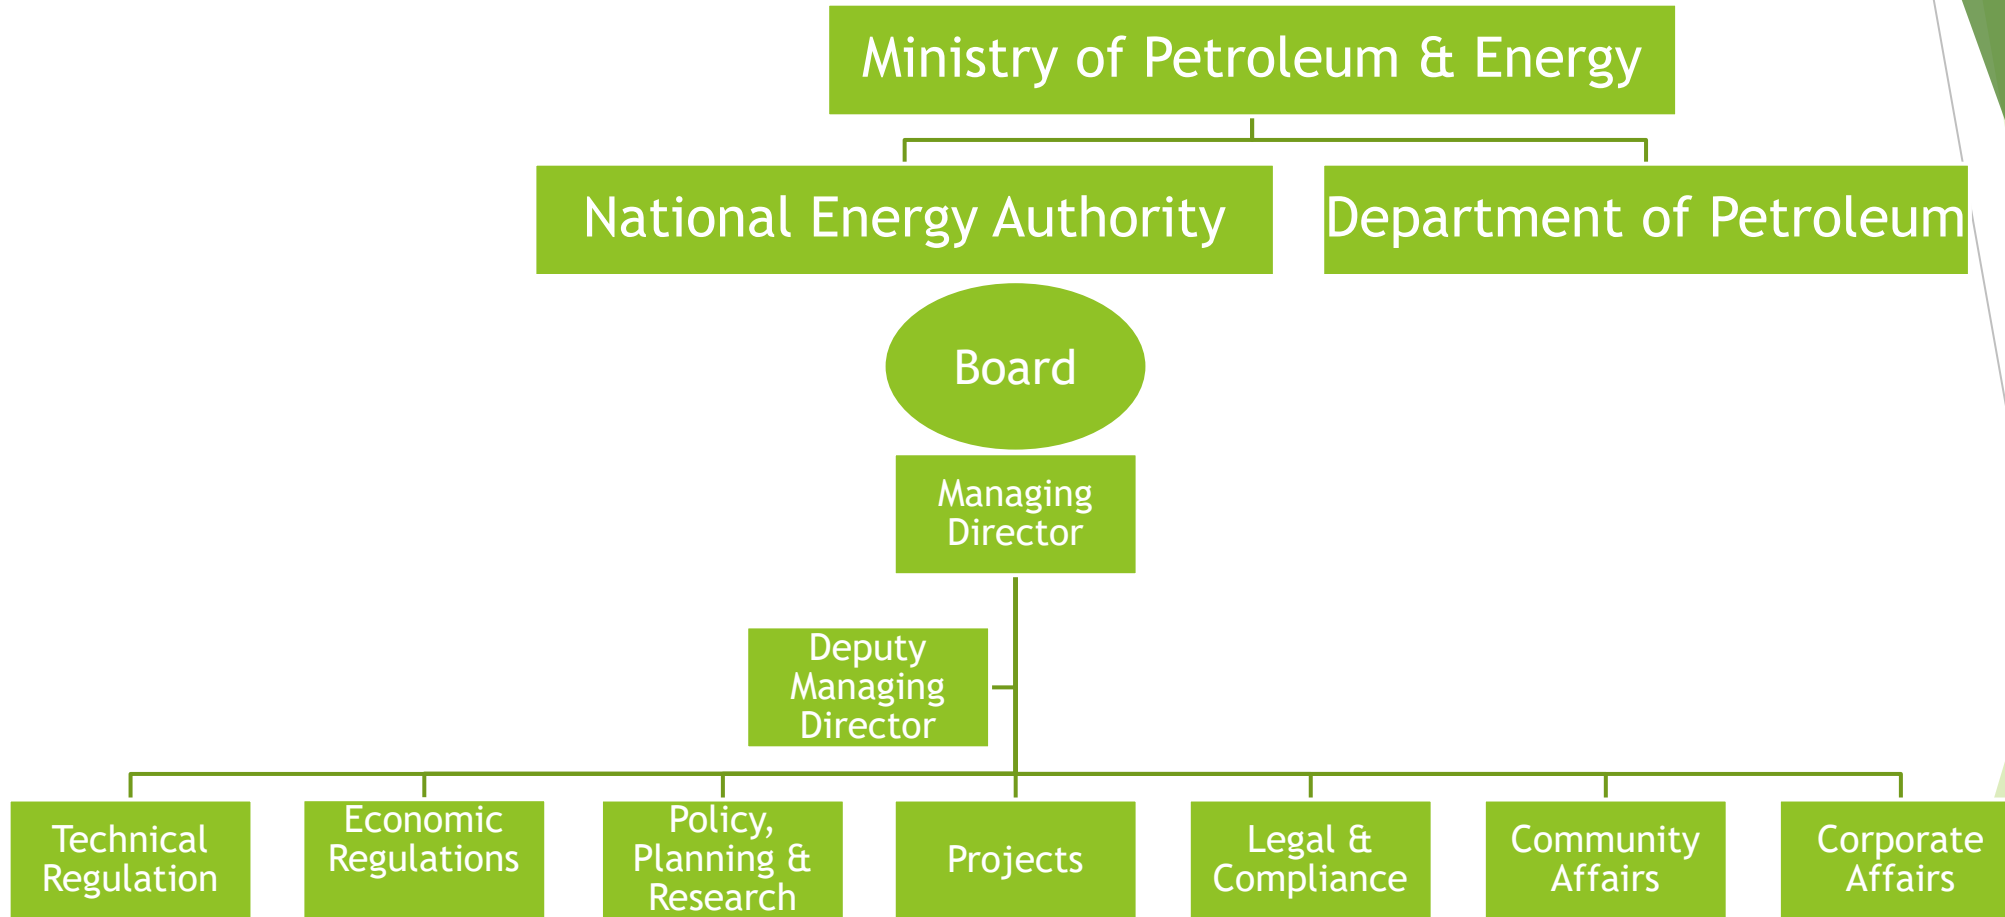 Ministry of Petroleum & Energy
National Energy Authority
Department of Petroleum
Board
Managing
Director
Deputy
Managing
Director
Technical
Regulation
Economic
Regulations
Policy,
Planning &
Research
Projects
Legal &
Compliance
Community
Affairs
Corporate
Affairs